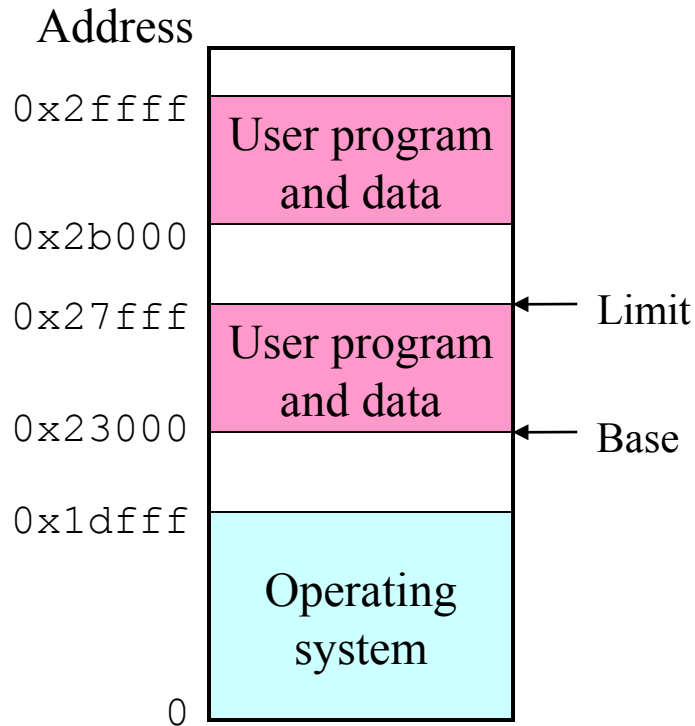 Address
0x2ffff
User program
and data
0x2b000
0x27fff
Limit
User program
and data
0x23000
Base
0x1dfff
Operating
system
0